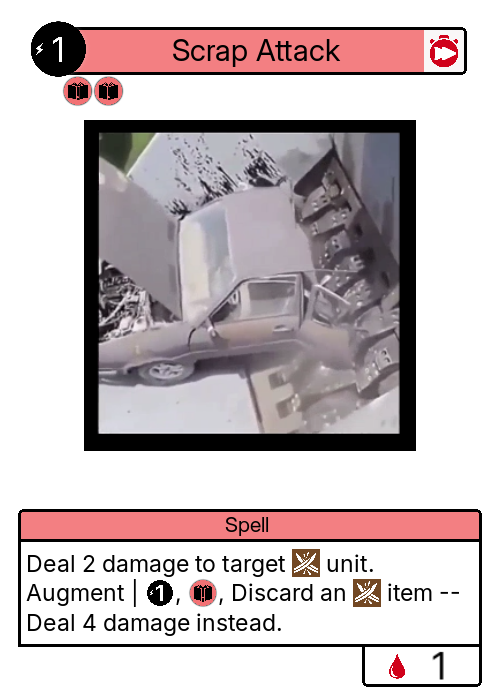 1
Scrap Attack
Spell
Deal 2 damage to target unit.
Augment | 1, , Discard an item --
Deal 4 damage instead.
1